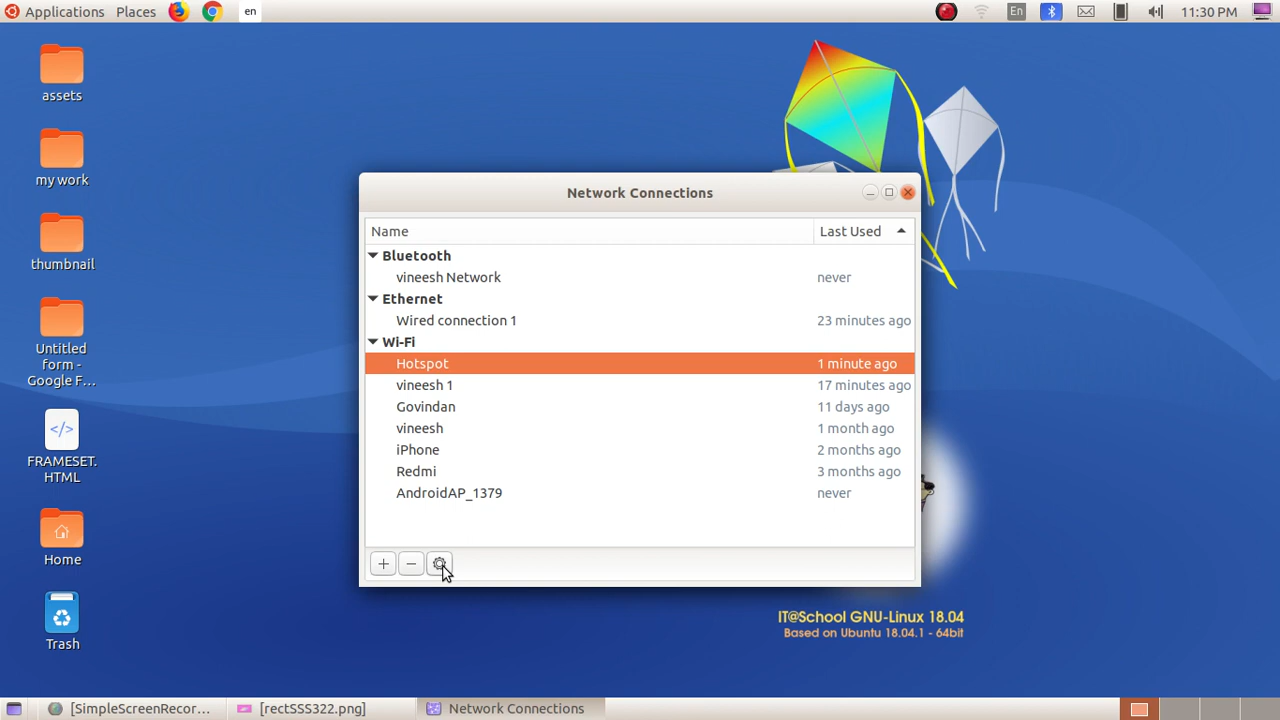 Applications Places en En 11:30 PM
assets
my work
thumbnail
Untitled
form -
Google F...
</>
FRAMESET.
HTML
Home
Trash
Network Connections
Name Last Used
Bluetooth
vineesh Network never
Ethernet
Wired connection 1 23 minutes ago
Wi-Fi
Hotspot 1 minute ago
vineesh 1 17 minutes ago
Govindan 11 days ago
vineesh 1 month ago
iPhone 2 months ago
Redmi 3 months ago
AndroidAP_1379 never
IT@School GNU-Linux 18.04
Based on Ubuntu 18.04.1 - 64bit
[SimpleScreenRecor... [rectSSS322.png] Network Connections